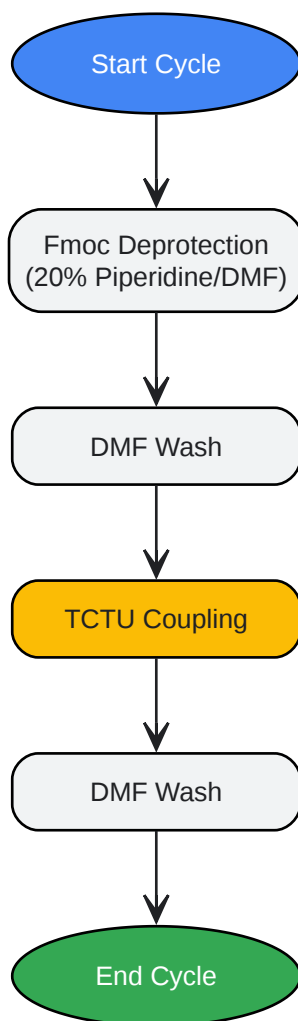 Start Cycle
Fmoc Deprotection
(20% Piperidine/DMF)
DMF Wash
TCTU Coupling
DMF Wash
End Cycle